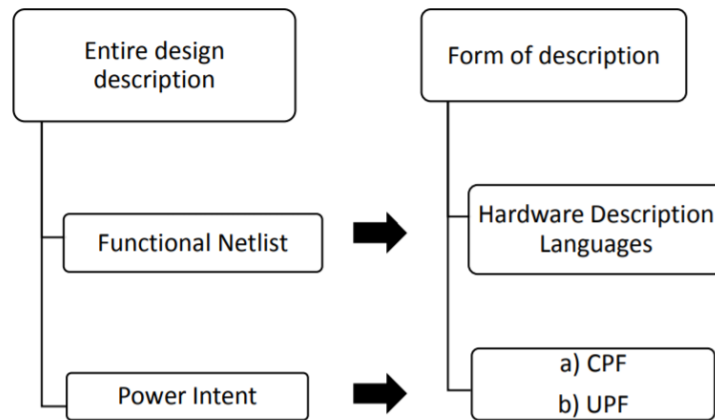 Entire design
description
Form of description
Functional Netlist
Hardware Description
Languages
Power Intent
a) CPF
b) UPF